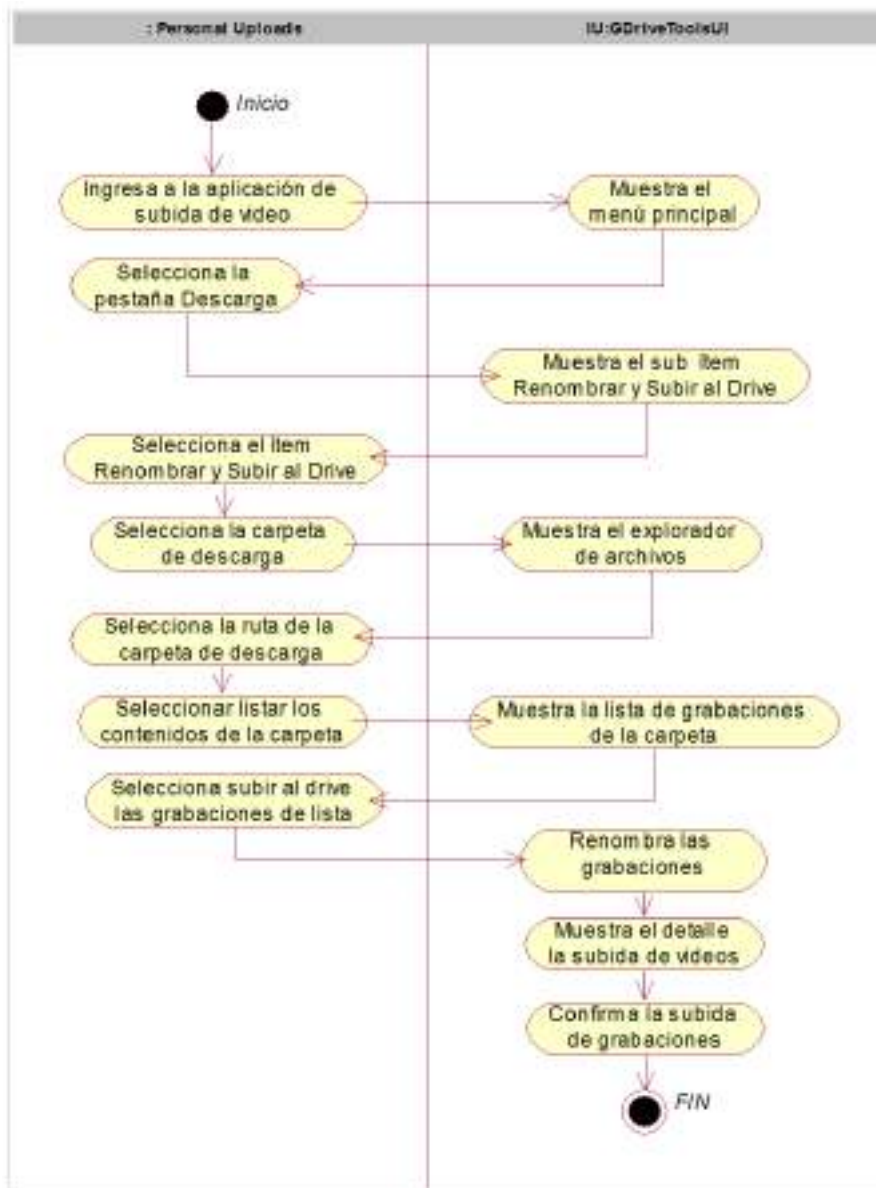 : Personal Uploads
IU:GDriveToolsUI
Inicio
Ingresa a la aplicación de
subida de video
Muestra el
menú principal
Selecciona la
pestaña Descarga
Muestra el sub Item
Renombrar y Subir al Drive
Selecciona el Item
Renombrar y Subir al Drive
Selecciona la carpeta
de descarga
Muestra el explorador
de archivos
Selecciona la ruta de la
carpeta de descarga
Seleccionar listar los
contenidos de la carpeta
Muestra la lista de grabaciones
de la carpeta
Selecciona subir al drive
las grabaciones de lista
Renombra las
grabaciones
Muestra el detalle
la subida de videos
Confirma la subida
de grabaciones
FIN